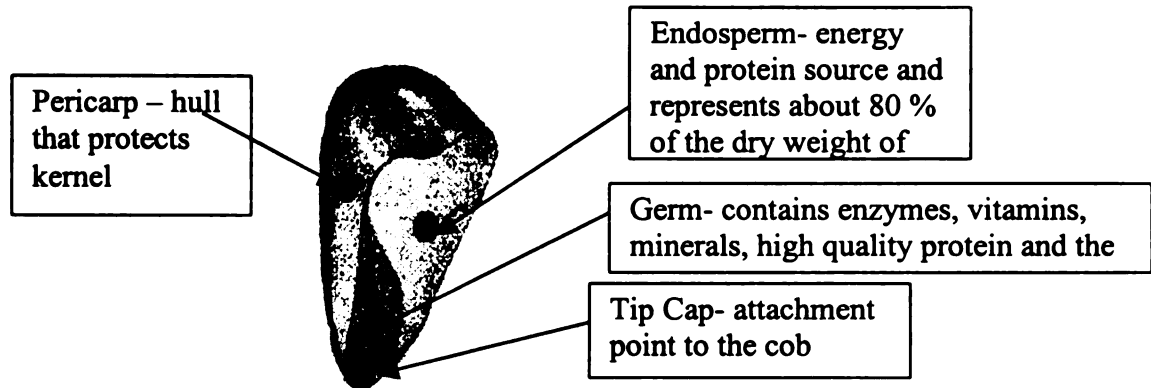 Pericarp – hull
that protects
kernel
Endosperm- energy
and protein source and
represents about 80 %
of the dry weight of
Germ- contains enzymes, vitamins,
minerals, high quality protein and the
Tip Cap- attachment
point to the cob